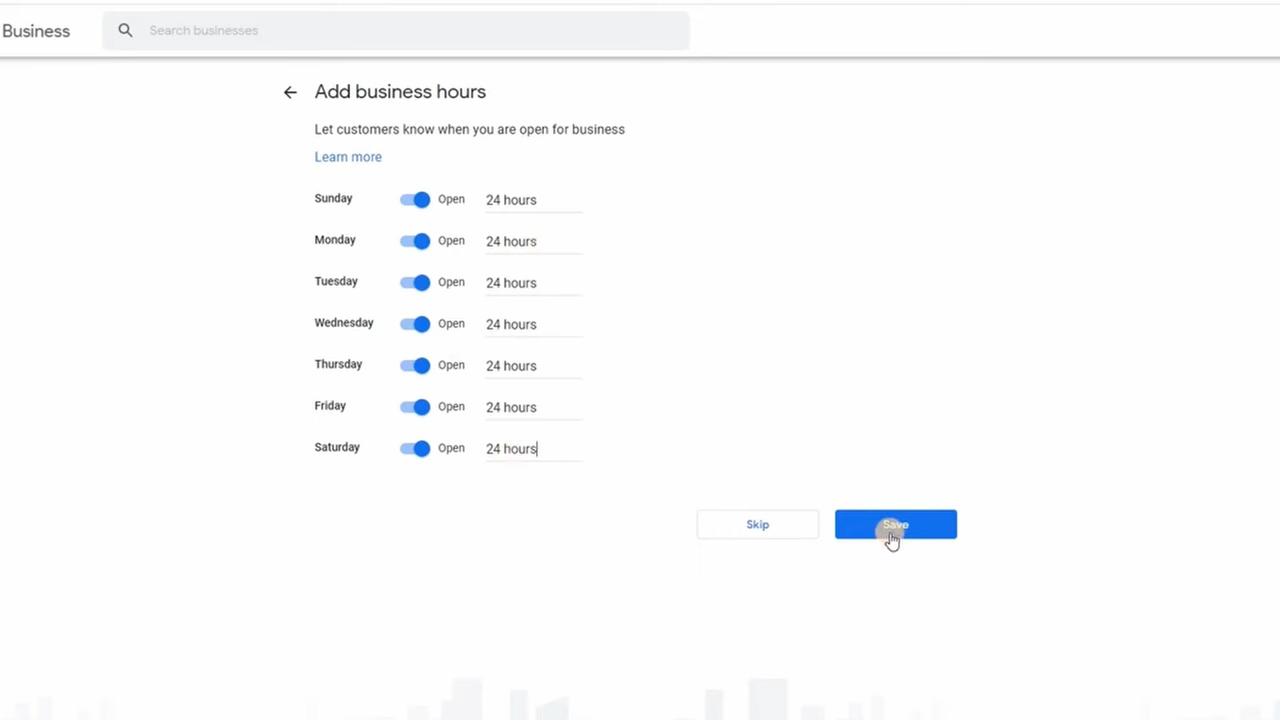 Business
Search businesses
Add business hours
Let customers know when you are open for business
Learn more
Sunday Open 24 hours
Monday Open 24 hours
Tuesday Open 24 hours
Wednesday Open 24 hours
Thursday Open 24 hours
Friday Open 24 hours
Saturday Open 24 hours
Skip Save